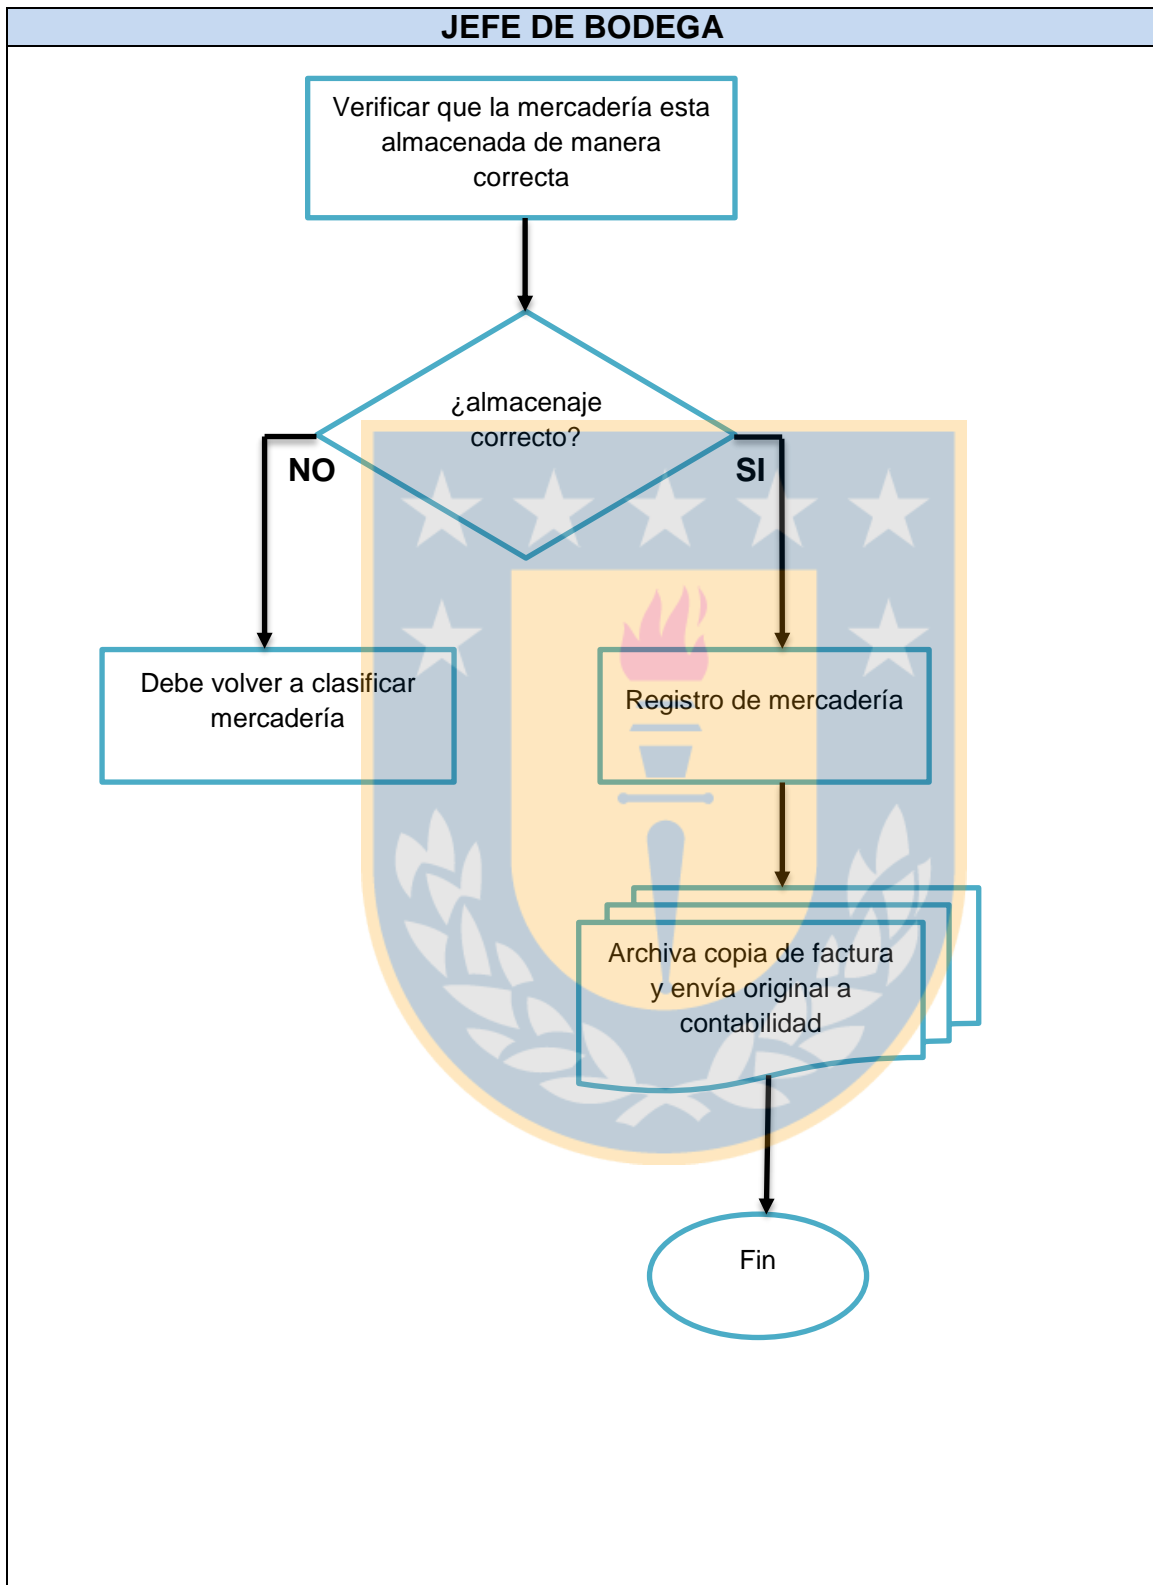 JEFE DE BODEGA
Verificar que la mercadería esta
almacenada de manera
correcta
¿almacenaje
correcto?
NO
SI
Debe volver a clasificar
mercadería
Registro de mercadería
Archiva copia de factura
y envía original a
contabilidad
Fin